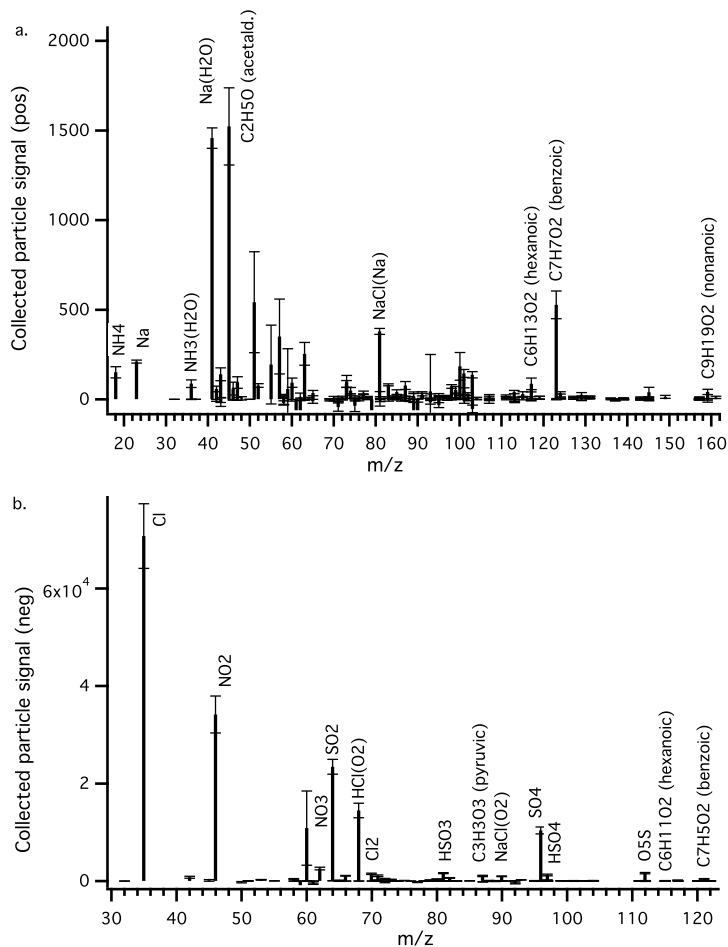 a.
2000
1500
1000
500
0
Collected particle signal (pos)
NH4
Na
NH3(H2O)
Na(H2O)
C2H5O (acetald.)
NaCl(Na)
C6H13O2 (hexanoic)
C7H7O2 (benzoic)
C9H19O2 (nonanoic)
20 30 40 50 60 70 80 90 100 110 120 130 140 150 160
m/z
b.
6x10⁴
4
2
0
Collected particle signal (neg)
Cl
NO2
NO3
SO2
HCl(O2)
Cl2
HSO3
C3H3O3 (pyruvic)
NaCl(O2)
SO4
HSO4
O5S
C6H11O2 (hexanoic)
C7H5O2 (benzoic)
30 40 50 60 70 80 90 100 110 120
m/z